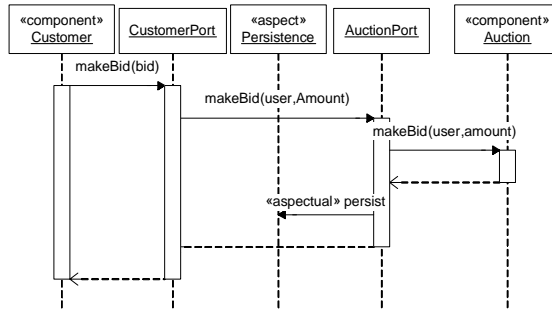 «component»
Customer
CustomerPort
«aspect»
Persistence
AuctionPort
«component»
Auction
makeBid(bid)
makeBid(user,Amount)
makeBid(user,amount)
«aspectual» persist